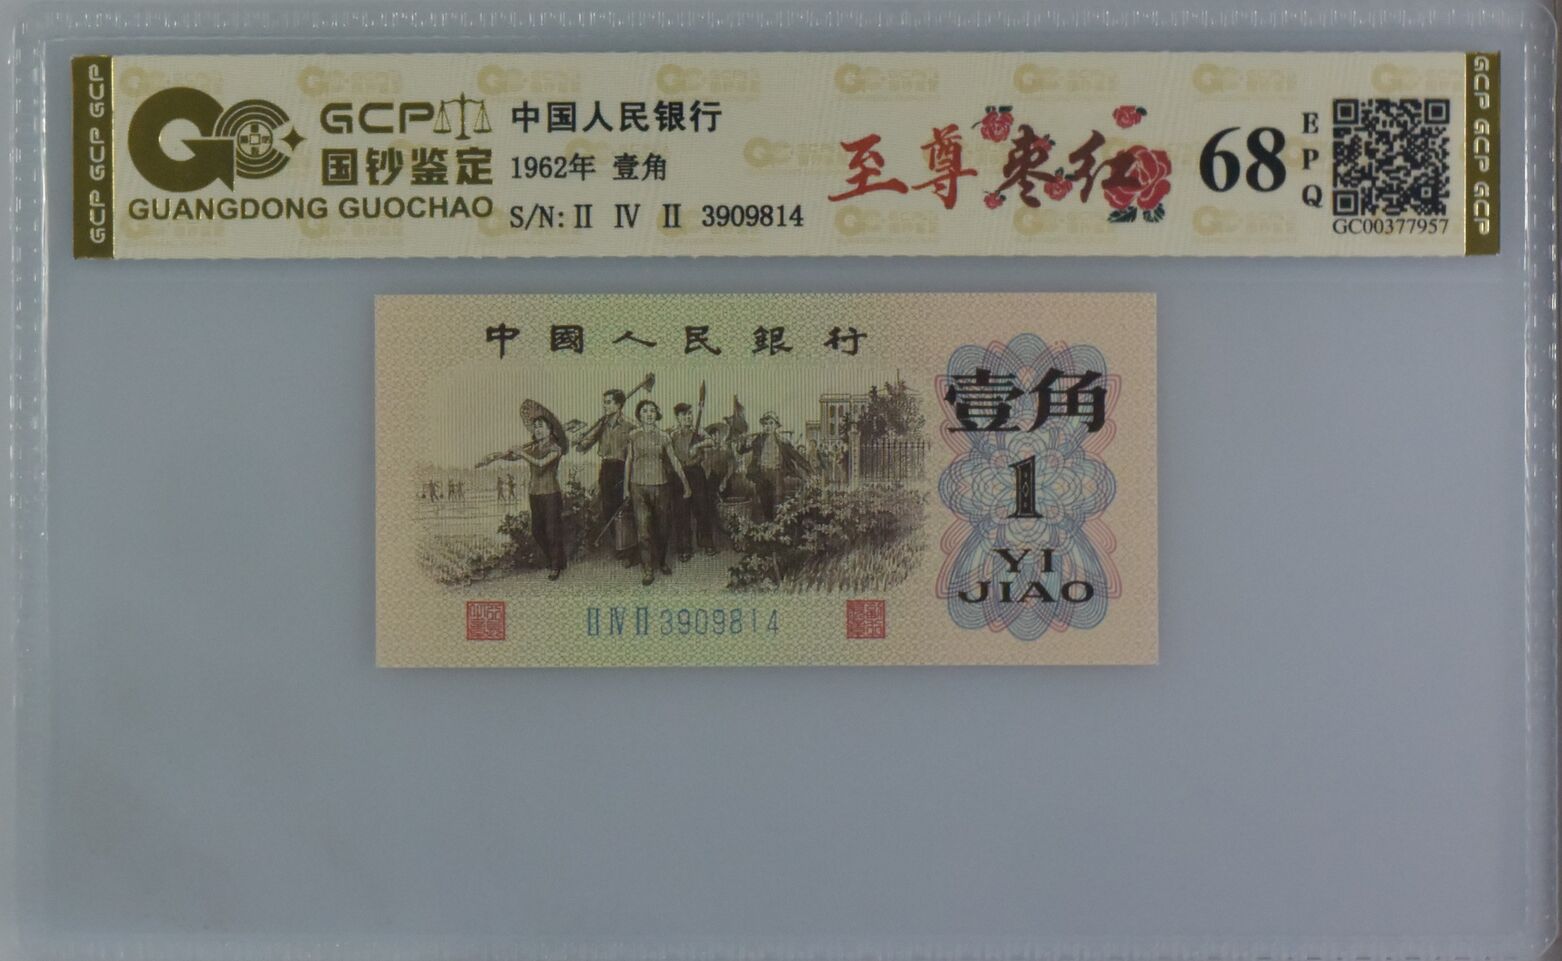 GCP GCP GCP
GCP
国钞鉴定
GUANGDONG GUOCHAO
中国人民银行
1962年 壹角
S/N: II IV II 3909814
至尊枣红
68
EPQ
GC00377957
GCP GCP GCP
中國人民銀行
壹角
1
YI
JIAO
II IV II 3909814